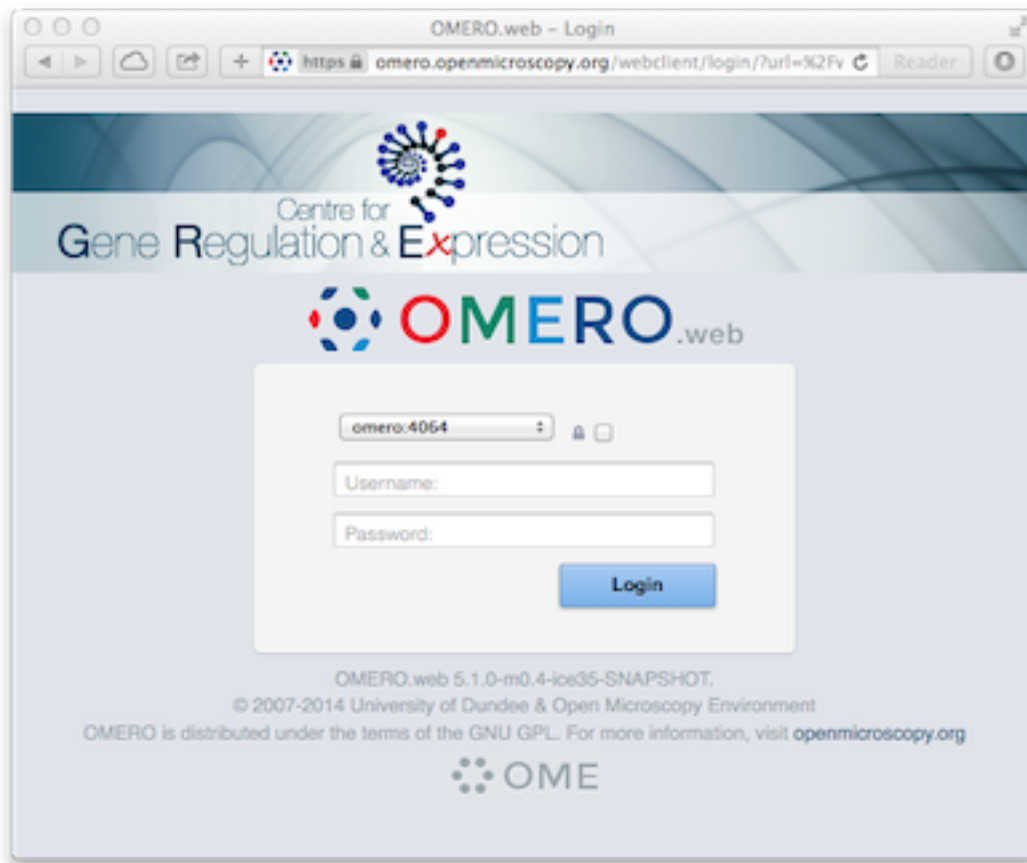 OMERO.web – Login
https omero.openmicroscopy.org/webclient/login/?url=%2Fv Reader
Centre for
Gene Regulation & Expression
OMERO.web
omero:4064
Username:
Password:
Login
OMERO.web 5.1.0-m0.4-ice35-SNAPSHOT.
© 2007-2014 University of Dundee & Open Microscopy Environment
OMERO is distributed under the terms of the GNU GPL. For more information, visit openmicroscopy.org
OME